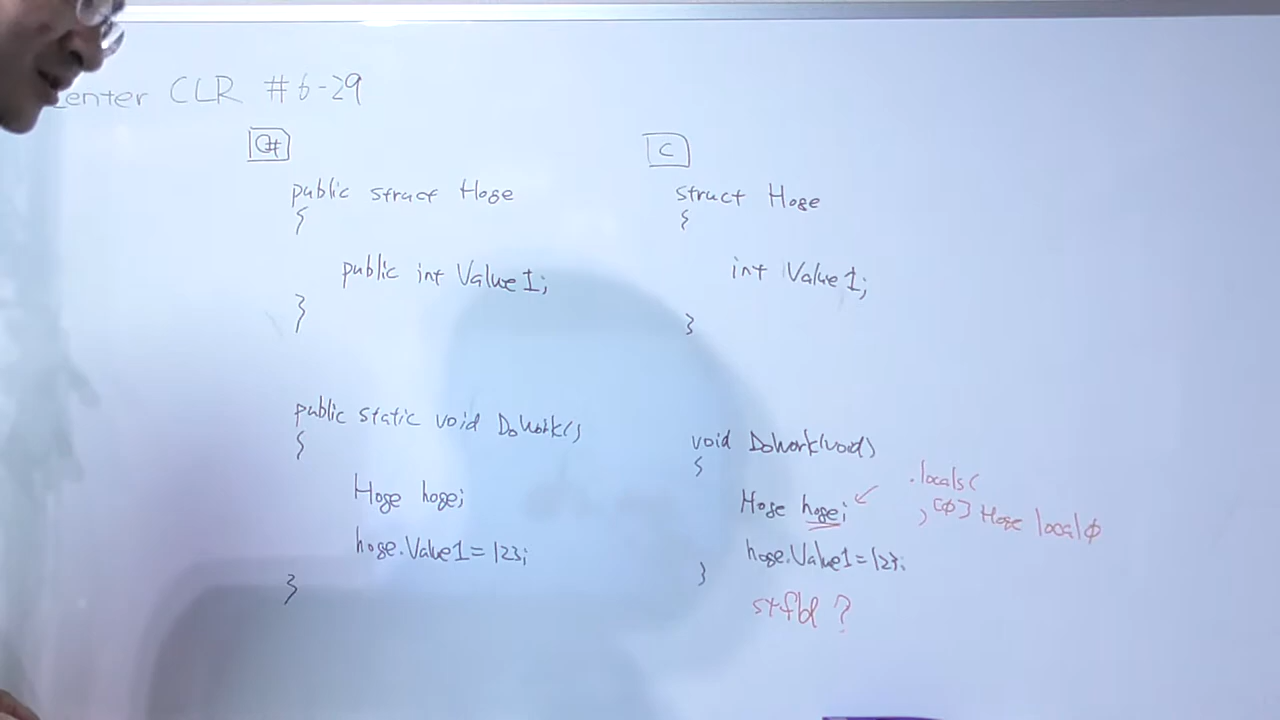 Center CLR #6-29
C#
public struct Hoge
{
public int Value1;
}
public static void DoWork()
{
Hoge hoge;
hoge.Value1=123;
}
C
struct Hoge
{
int Value1;
}
void DoWork(void)
{
Hoge hoge;
hoge.Value1=123;
}
stfld ?
.locals(
[0] Hoge local0
)